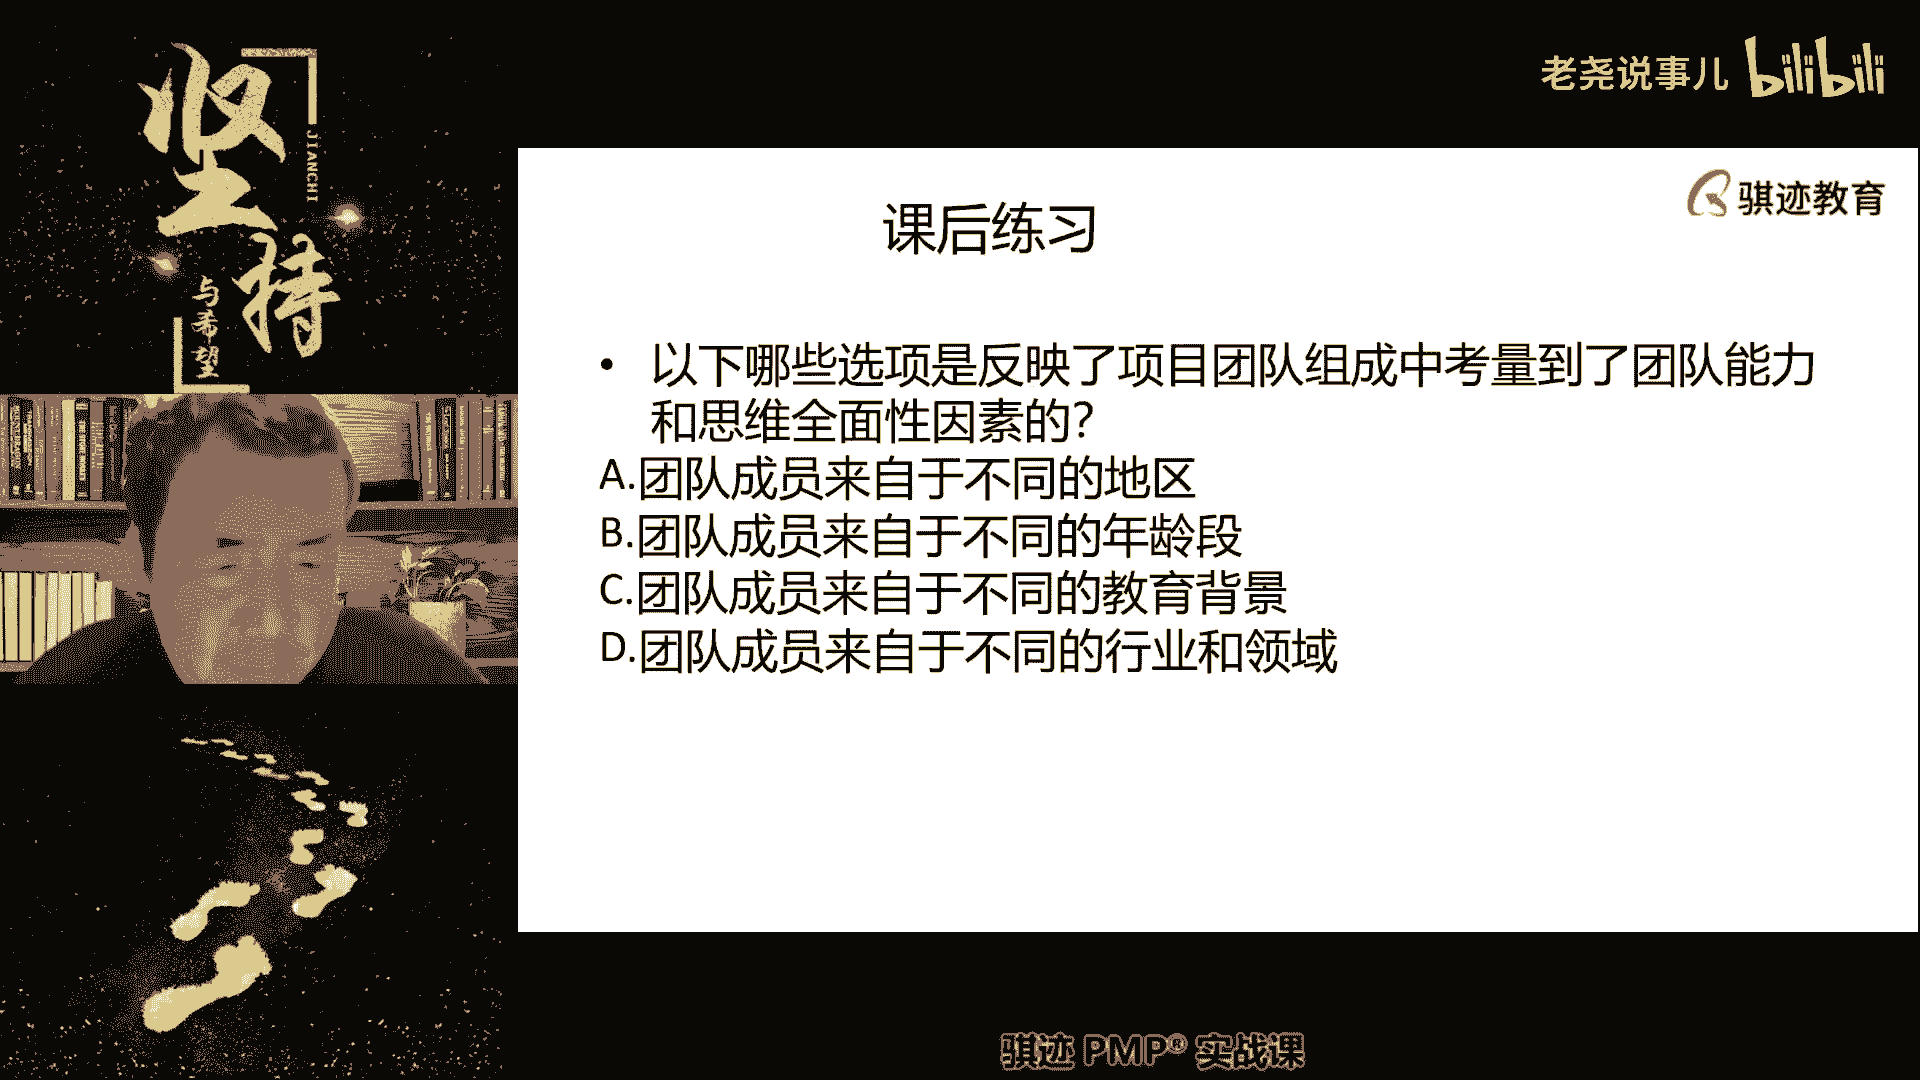 坚持
JIANCHI
与希望
老尧说事儿 bilibili
骐迹教育
课后练习
• 以下哪些选项是反映了项目团队组成中考量到了团队能力
和思维全面性因素的？
A.团队成员来自于不同的地区
B.团队成员来自于不同的年龄段
C.团队成员来自于不同的教育背景
D.团队成员来自于不同的行业和领域
骐迹 PMP® 实战课